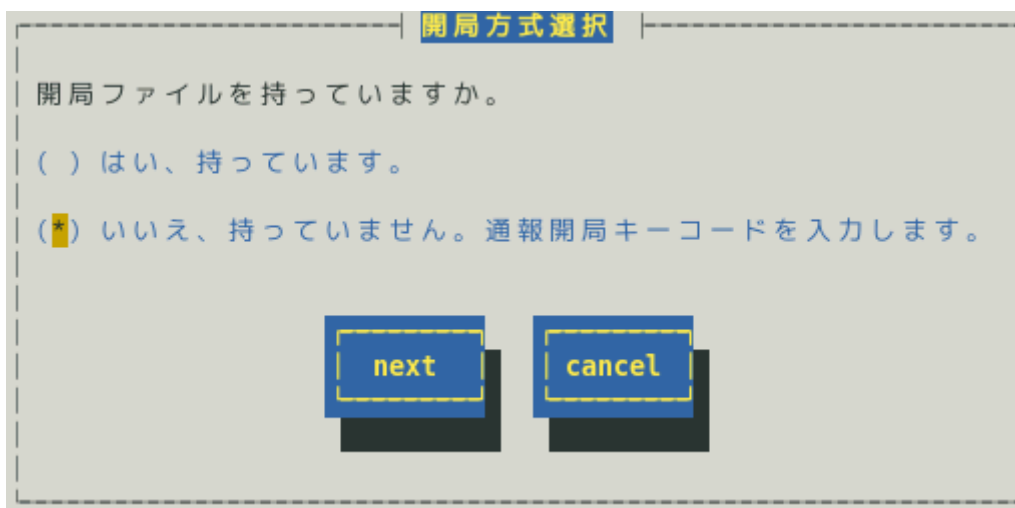 開局方式選択
開局ファイルを持っていますか。
( ) はい、持っています。
(*) いいえ、持っていません。通報開局キーコードを入力します。
next cancel